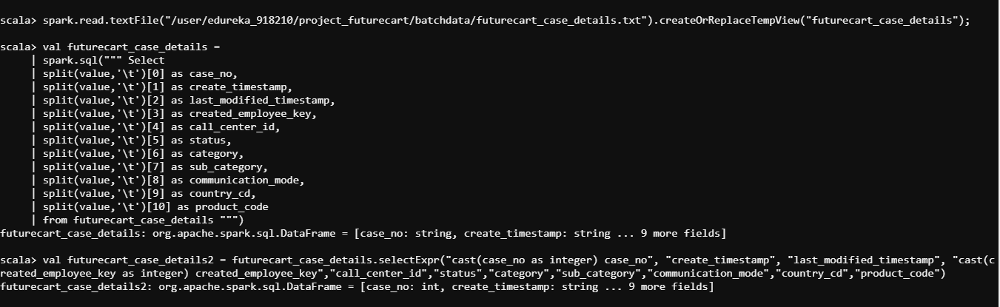 scala> spark.read.textFile("/user/edureka_918210/project_futurecart/batchdata/futurecart_case_details.txt").createOrReplaceTempView("futurecart_case_details");
scala> val futurecart_case_details =
| spark.sql(""" Select
| split(value,'\t')[0] as case_no,
| split(value,'\t')[1] as create_timestamp,
| split(value,'\t')[2] as last_modified_timestamp,
| split(value,'\t')[3] as created_employee_key,
| split(value,'\t')[4] as call_center_id,
| split(value,'\t')[5] as status,
| split(value,'\t')[6] as category,
| split(value,'\t')[7] as sub_category,
| split(value,'\t')[8] as communication_mode,
| split(value,'\t')[9] as country_cd,
| split(value,'\t')[10] as product_code
| from futurecart_case_details """)
futurecart_case_details: org.apache.spark.sql.DataFrame = [case_no: string, create_timestamp: string ... 9 more fields]
scala> val futurecart_case_details2 = futurecart_case_details.selectExpr("cast(case_no as integer) case_no", "create_timestamp", "last_modified_timestamp", "cast(c
reated_employee_key as integer) created_employee_key","call_center_id","status","category","sub_category","communication_mode","country_cd","product_code")
futurecart_case_details2: org.apache.spark.sql.DataFrame = [case_no: int, create_timestamp: string ... 9 more fields]